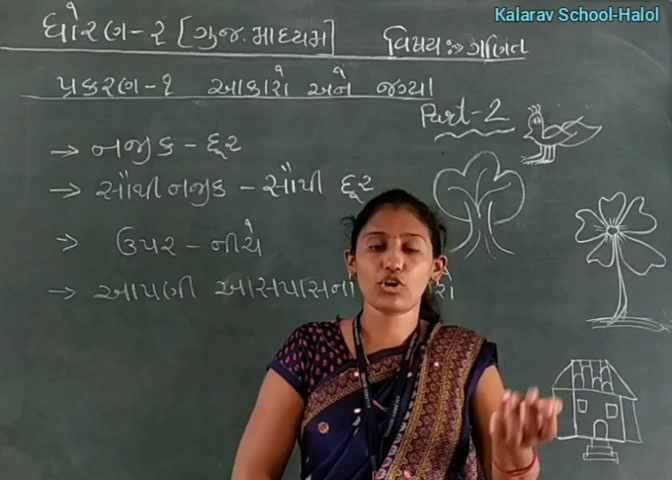 Kalarav School-Halol
ધોરણ-૨ [ગુજ. માધ્યમ]
વિષય :- ગણિત
પ્રકરણ-૧ આકારો અને જગ્યા
Part-2
→ નજીક - દૂર
→ સૌથી નજીક - સૌથી દૂર
→ ઉપર - નીચે
→ આપણી આસપાસના